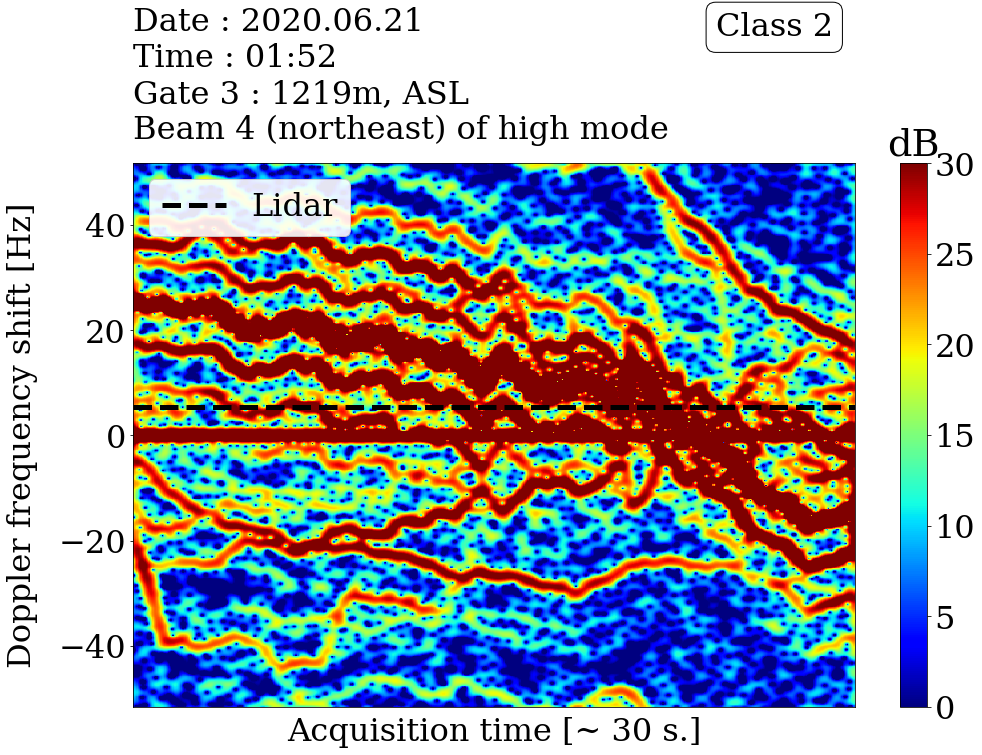 Date : 2020.06.21
Time : 01:52
Gate 3 : 1219m, ASL
Beam 4 (northeast) of high mode
Class 2
dB
Lidar
Doppler frequency shift [Hz]
40
20
0
−20
−40
30
25
20
15
10
5
0
Acquisition time [~ 30 s.]